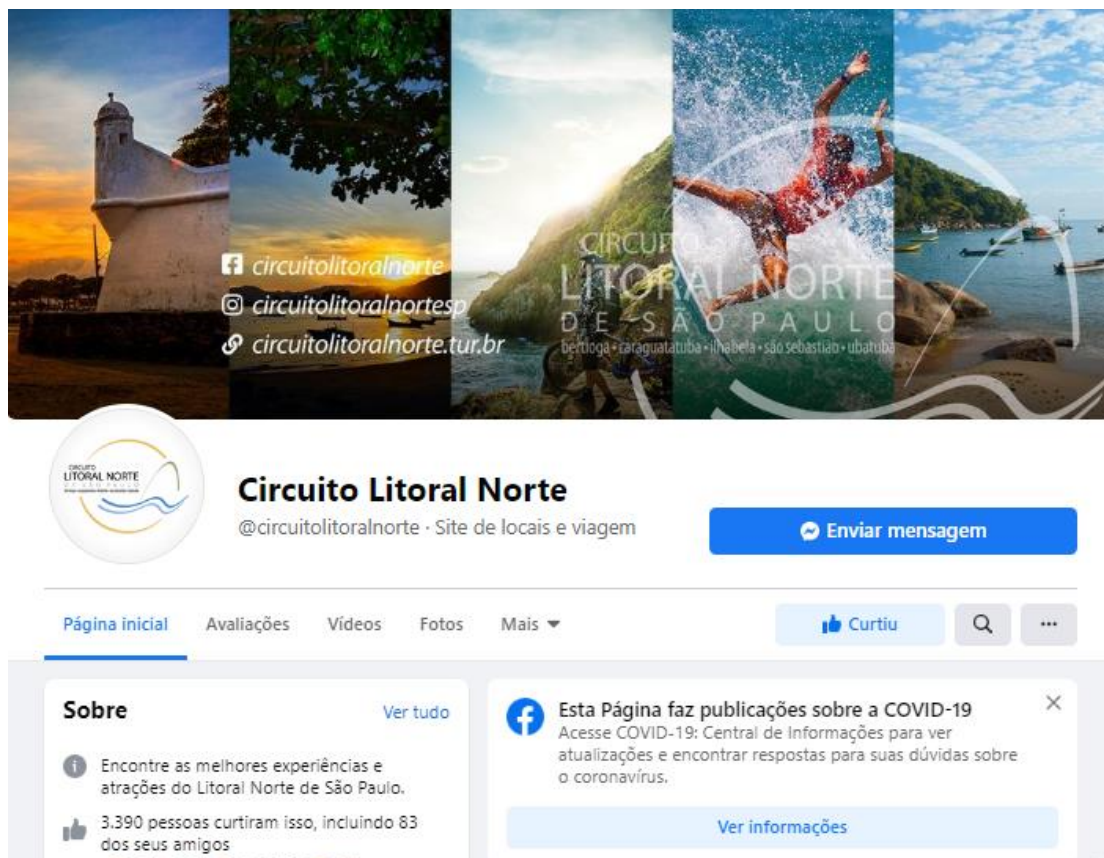 circuitolitoralnorte
circuitolitoralnortesp
circuitolitoralnorte.tur.br
CIRCUITO
LITORAL NORTE
DE SÃO PAULO
bertioga • caraguatatuba • ilhabela • são sebastião • ubatuba
CIRCUITO
LITORAL NORTE
DE SÃO PAULO
Circuito Litoral Norte
@circuitolitoralnorte · Site de locais e viagem
Enviar mensagem
Página inicial Avaliações Vídeos Fotos Mais
Curtiu
Sobre Ver tudo
Encontre as melhores experiências e
atrações do Litoral Norte de São Paulo.
3.390 pessoas curtiram isso, incluindo 83
dos seus amigos
Esta Página faz publicações sobre a COVID-19
Acesse COVID-19: Central de Informações para ver
atualizações e encontrar respostas para suas dúvidas sobre
o coronavírus.
Ver informações